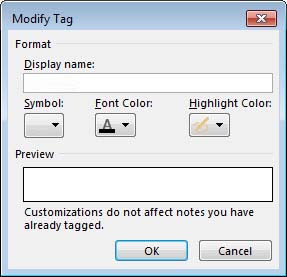 Modify Tag
Format
Display name:
Symbol: Font Color: Highlight Color:
A
Preview
Customizations do not affect notes you have
already tagged.
OK Cancel